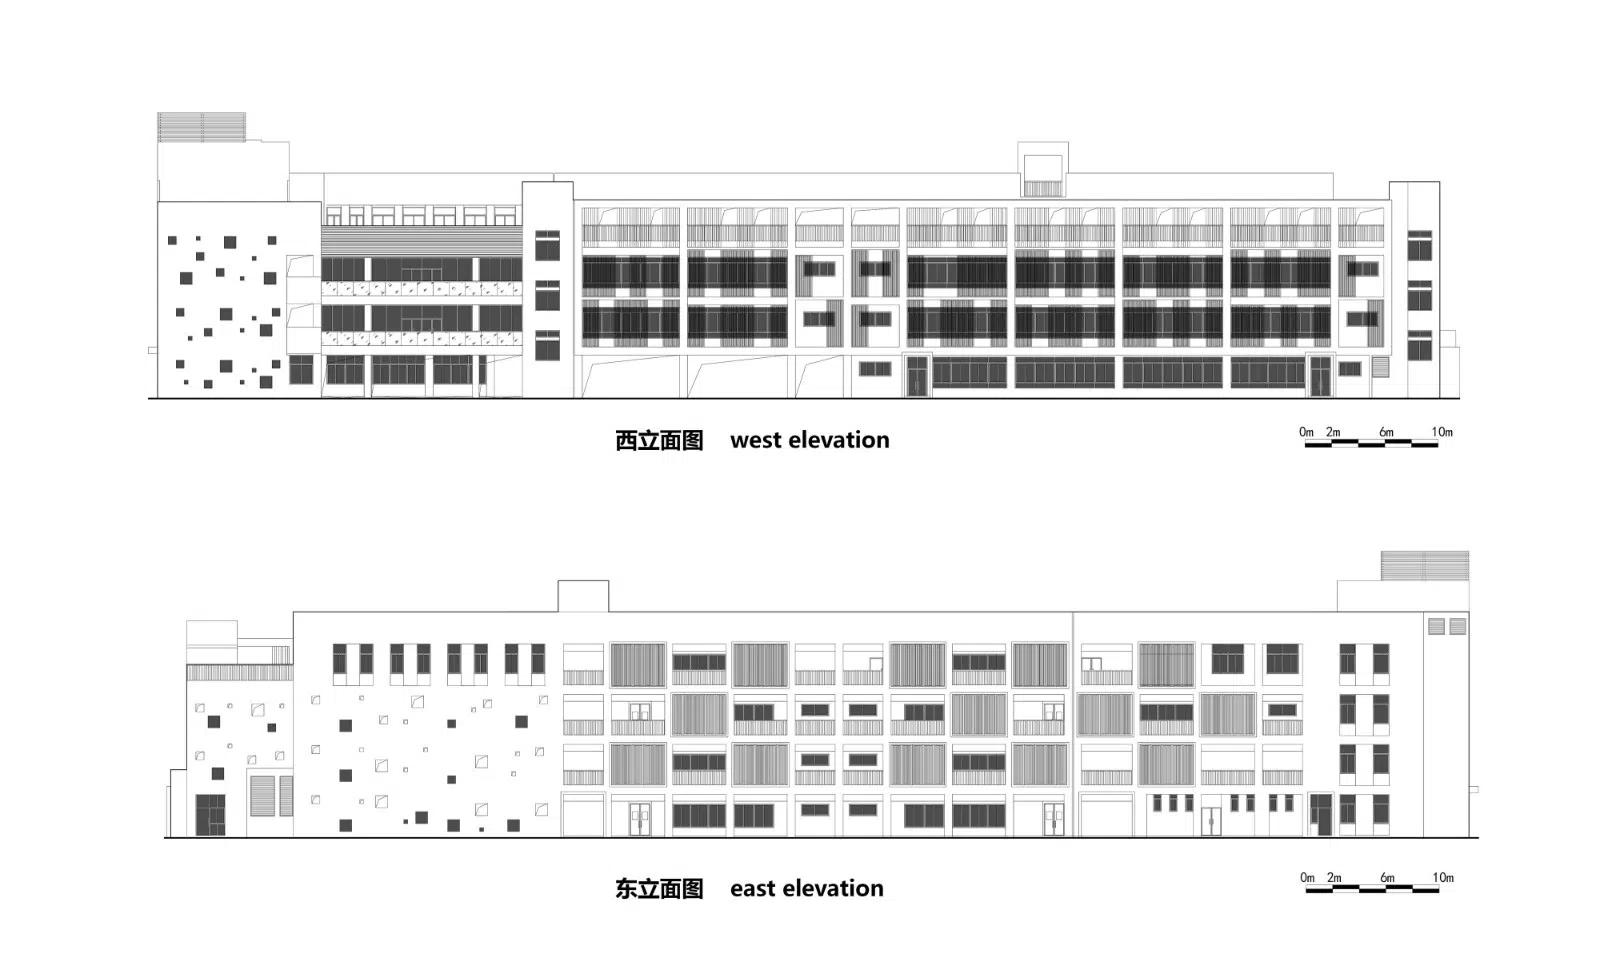 西立面图 west elevation
0m 2m 6m 10m
东立面图 east elevation
0m 2m 6m 10m